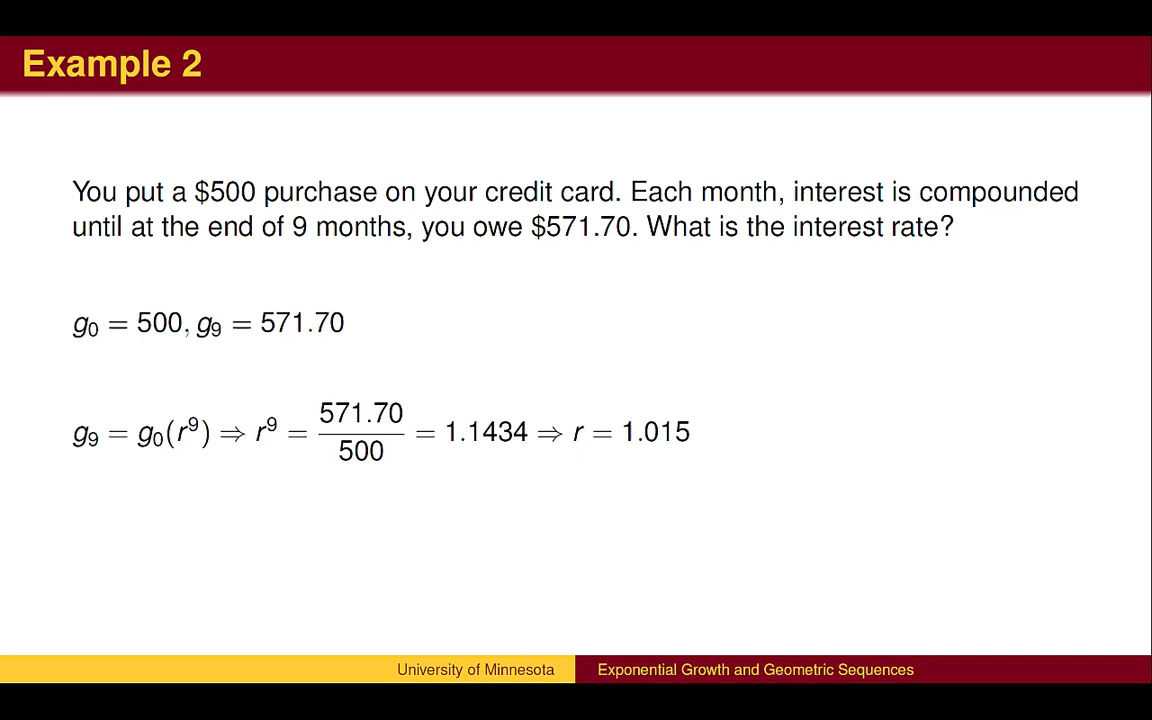 Example 2
You put a $500 purchase on your credit card. Each month, interest is compounded
until at the end of 9 months, you owe $571.70. What is the interest rate?
g₀ = 500, g₉ = 571.70
g₉ = g₀(r⁹) ⇒ r⁹ = 571.70/500 = 1.1434 ⇒ r = 1.015
University of Minnesota Exponential Growth and Geometric Sequences